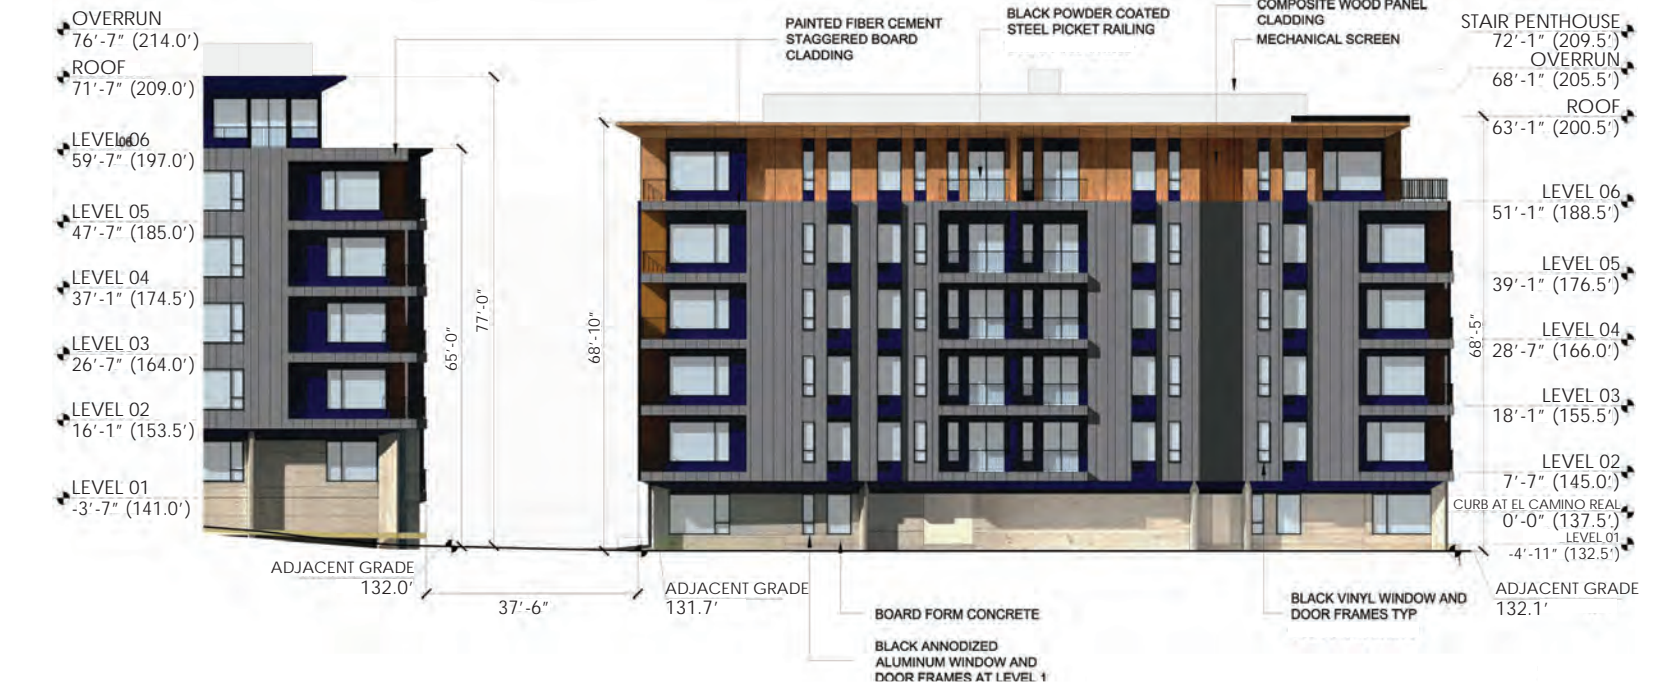 OVERRUN
76'-7" (214.0')
ROOF
71'-7" (209.0')
LEVEL 06
59'-7" (197.0')
LEVEL 05
47'-7" (185.0')
LEVEL 04
37'-1" (174.5')
LEVEL 03
26'-7" (164.0')
LEVEL 02
16'-1" (153.5')
LEVEL 01
-3'-7" (141.0')
ADJACENT GRADE
132.0'
65'-0"
77'-0"
37'-6"
68'-10"
PAINTED FIBER CEMENT
STAGGERED BOARD
CLADDING
BLACK POWDER COATED
STEEL PICKET RAILING
COMPOSITE WOOD PANEL
CLADDING
MECHANICAL SCREEN
ADJACENT GRADE
131.7'
BOARD FORM CONCRETE
BLACK ANNODIZED
ALUMINUM WINDOW AND
DOOR FRAMES AT LEVEL 1
BLACK VINYL WINDOW AND
DOOR FRAMES TYP
68'-5"
STAIR PENTHOUSE
72'-1" (209.5')
OVERRUN
68'-1" (205.5')
ROOF
63'-1" (200.5')
LEVEL 06
51'-1" (188.5')
LEVEL 05
39'-1" (176.5')
LEVEL 04
28'-7" (166.0')
LEVEL 03
18'-1" (155.5')
LEVEL 02
7'-7" (145.0')
CURB AT EL CAMINO REAL
0'-0" (137.5')
LEVEL 01
-4'-11" (132.5')
ADJACENT GRADE
132.1'